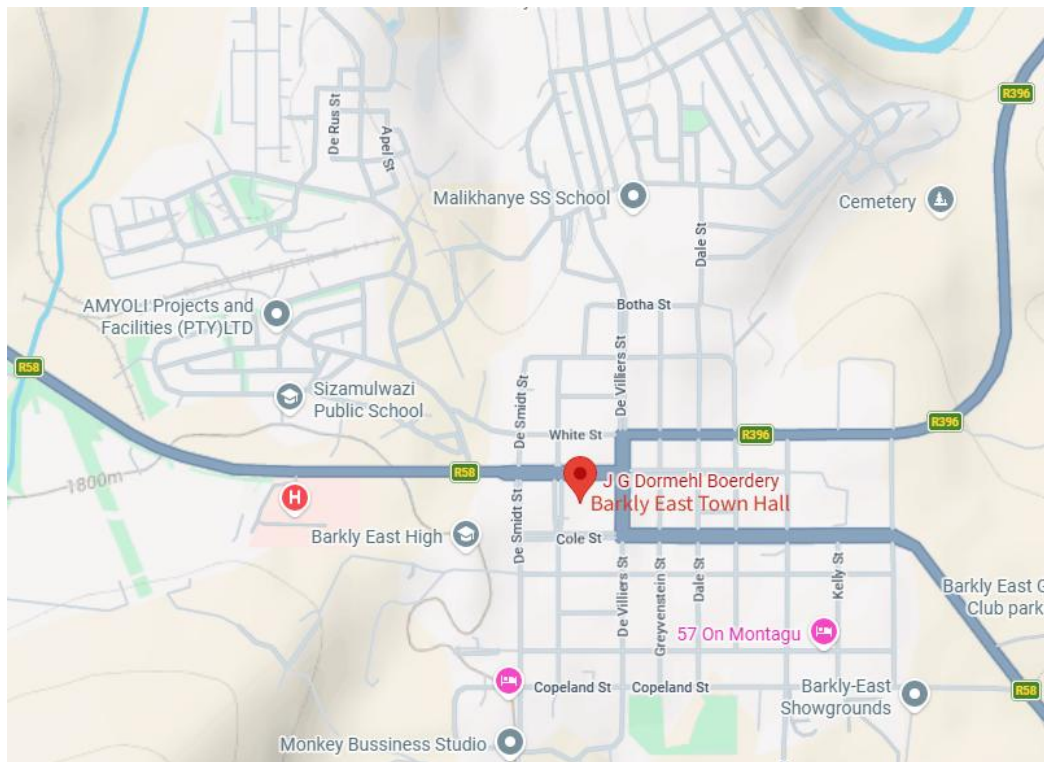 R396
De Rus St
Apel St
Malikhanye SS School
Cemetery
Dale St
AMYOLI Projects and
Facilities (PTY)LTD
Botha St
R58
De Villiers St
Sizamulwazi
Public School
De Smidt St
R396
White St
R396
1800m
R58
H
J G Dormehl Boerdery
Barkly East Town Hall
De Smidt St
Barkly East High
Cole St
De Villiers St
Greyvenstein St
Dale St
Kelly St
Barkly East G
Club park
57 On Montagu
Copeland St
Copeland St
Barkly-East
Showgrounds
R58
Monkey Bussiness Studio